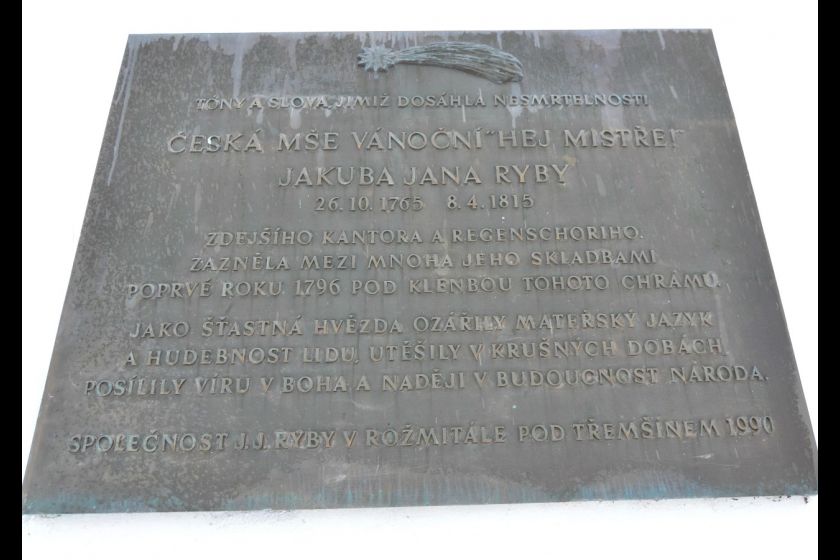 TÓNY A SLOVA, JIMIŽ DOSÁHLA NESMRTELNOSTI
ČESKÁ MŠE VÁNOČNÍ "HEJ MISTŘE!"
JAKUBA JANA RYBY
26.10.1765 8.4.1815
ZDEJŠÍHO KANTORA A REGENSCHORIHO,
ZAZNĚLA MEZI MNOHA JEHO SKLADBAMI
POPRVÉ ROKU 1796 POD KLENBOU TOHOTO CHRÁMU.
JAKO ŠŤASTNÁ HVĚZDA OZÁŘILY MATEŘSKÝ JAZYK
A HUDEBNOST LIDU, UTĚŠILY V KRUŠNÝCH DOBÁCH,
POSÍLILY VÍRU V BOHA A NADĚJI V BUDOUCNOST NÁRODA.
SPOLEČNOST J. J. RYBY V ROŽMITÁLE POD TŘEMŠÍNEM 1990